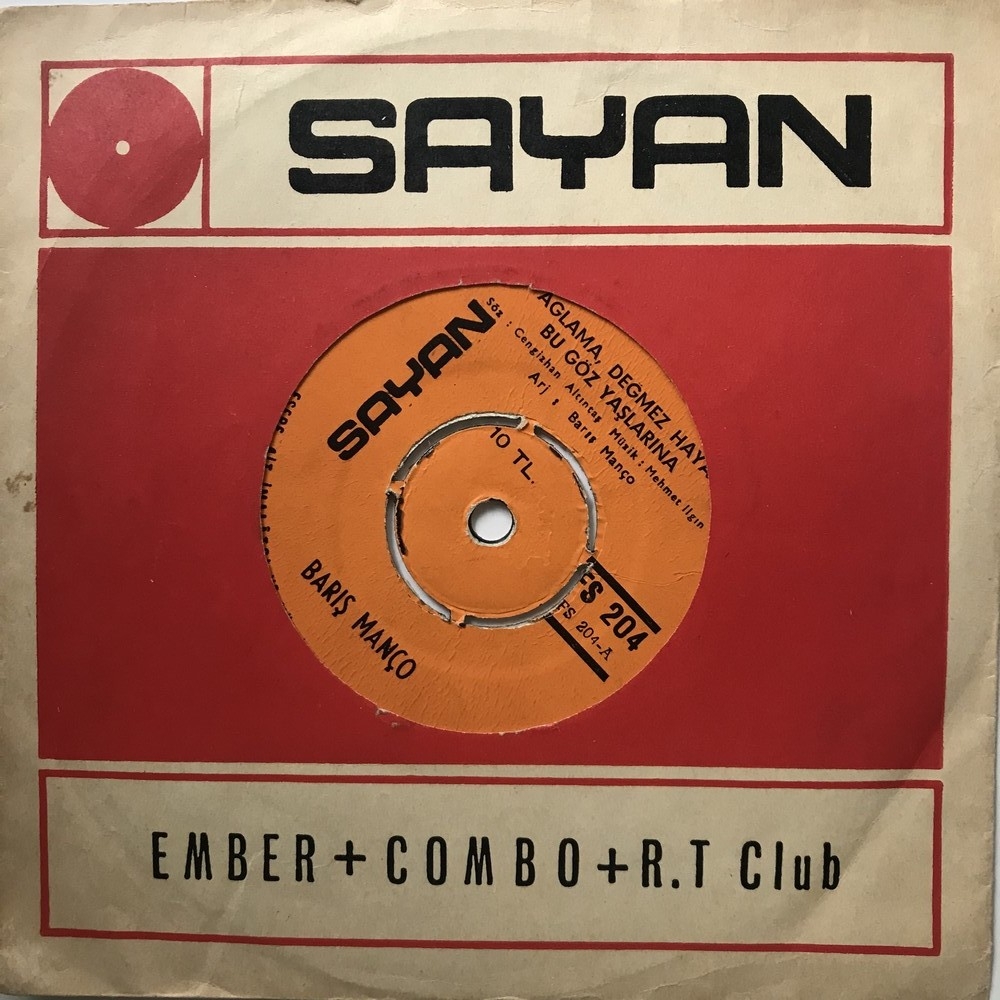 SAYAN
SAYAN
AGLAMA, DEĞMEZ HAYA
BU GÖZ YAŞLARINA
Söz : Cengizhan Altıntaş Müzik : Mehmet Ilgın
Arj : Barış Manço
10 TL.
FS 204
FS 204-A
BARIŞ MANÇO
EMBER + COMBO + R.T Club